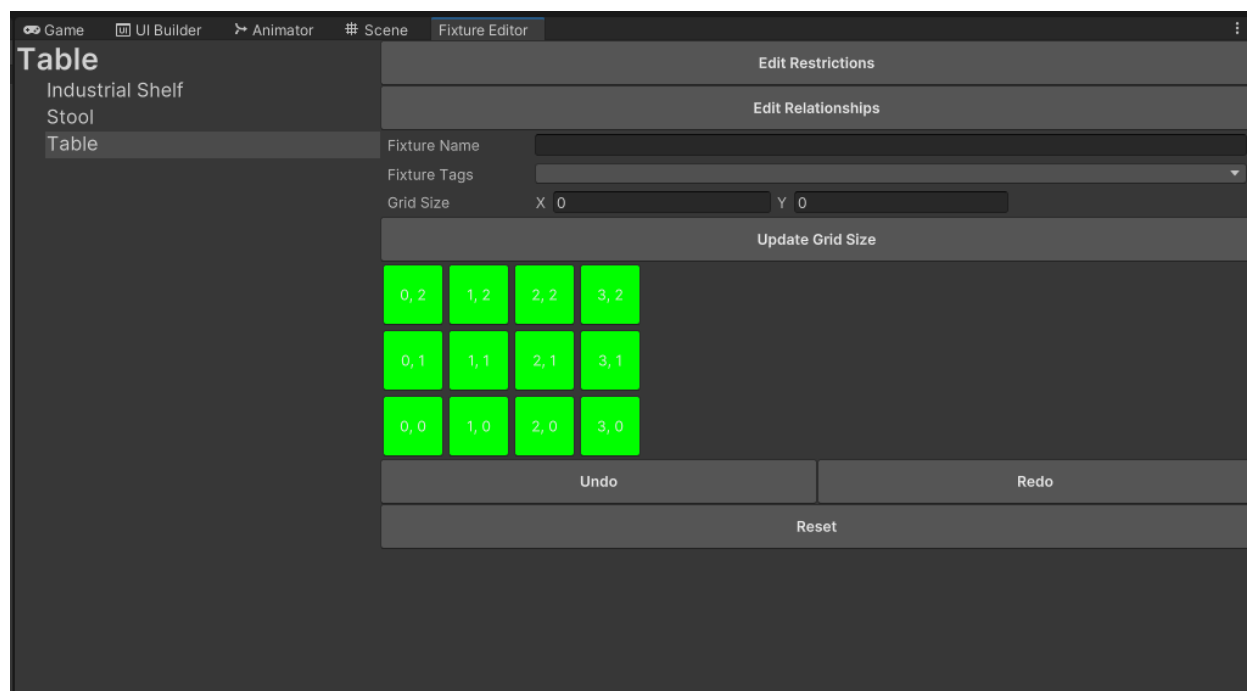 Game UI Builder Animator Scene Fixture Editor
Table
Industrial Shelf
Stool
Table
Edit Restrictions
Edit Relationships
Fixture Name
Fixture Tags
Grid Size X 0 Y 0
Update Grid Size
0, 2 1, 2 2, 2 3, 2
0, 1 1, 1 2, 1 3, 1
0, 0 1, 0 2, 0 3, 0
Undo Redo
Reset